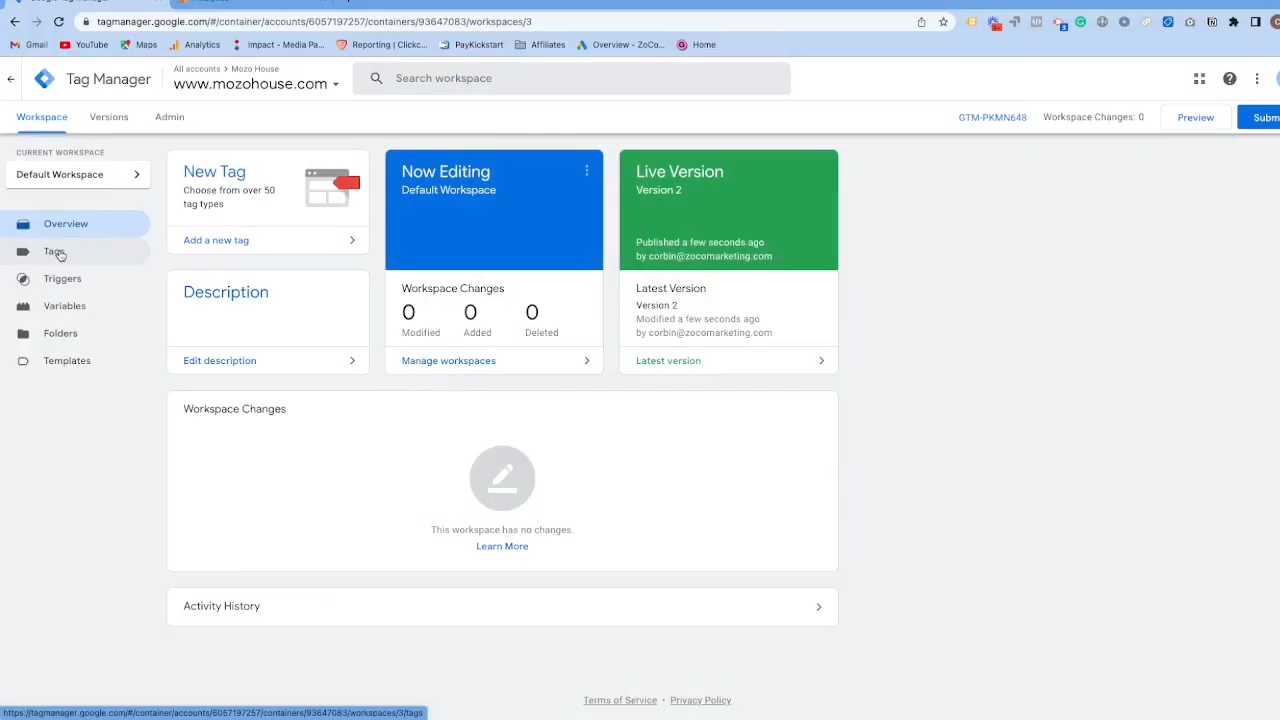 tagmanager.google.com/#/container/accounts/6057197257/containers/93647083/workspaces/3
Gmail
YouTube
Maps
Analytics
Impact - Media Pa...
Reporting | Clickc...
PayKickstart
Affiliates
Overview - ZoCo...
Home
Tag Manager
All accounts > Mozo House
www.mozohouse.com
Search workspace
Workspace
Versions
Admin
GTM-PKMN648
Workspace Changes: 0
Preview
Subm
CURRENT WORKSPACE
Default Workspace
Overview
Tags
Triggers
Variables
Folders
Templates
New Tag
Choose from over 50
tag types
Add a new tag
Description
Edit description
Now Editing
Default Workspace
Workspace Changes
0 0 0
Modified Added Deleted
Manage workspaces
Live Version
Version 2
Published a few seconds ago
by corbin@zocomarketing.com
Latest Version
Version 2
Modified a few seconds ago
by corbin@zocomarketing.com
Latest version
Workspace Changes
This workspace has no changes.
Learn More
Activity History
Terms of Service • Privacy Policy
https://tagmanager.google.com/#/container/accounts/6057197257/containers/93647083/workspaces/3/tags